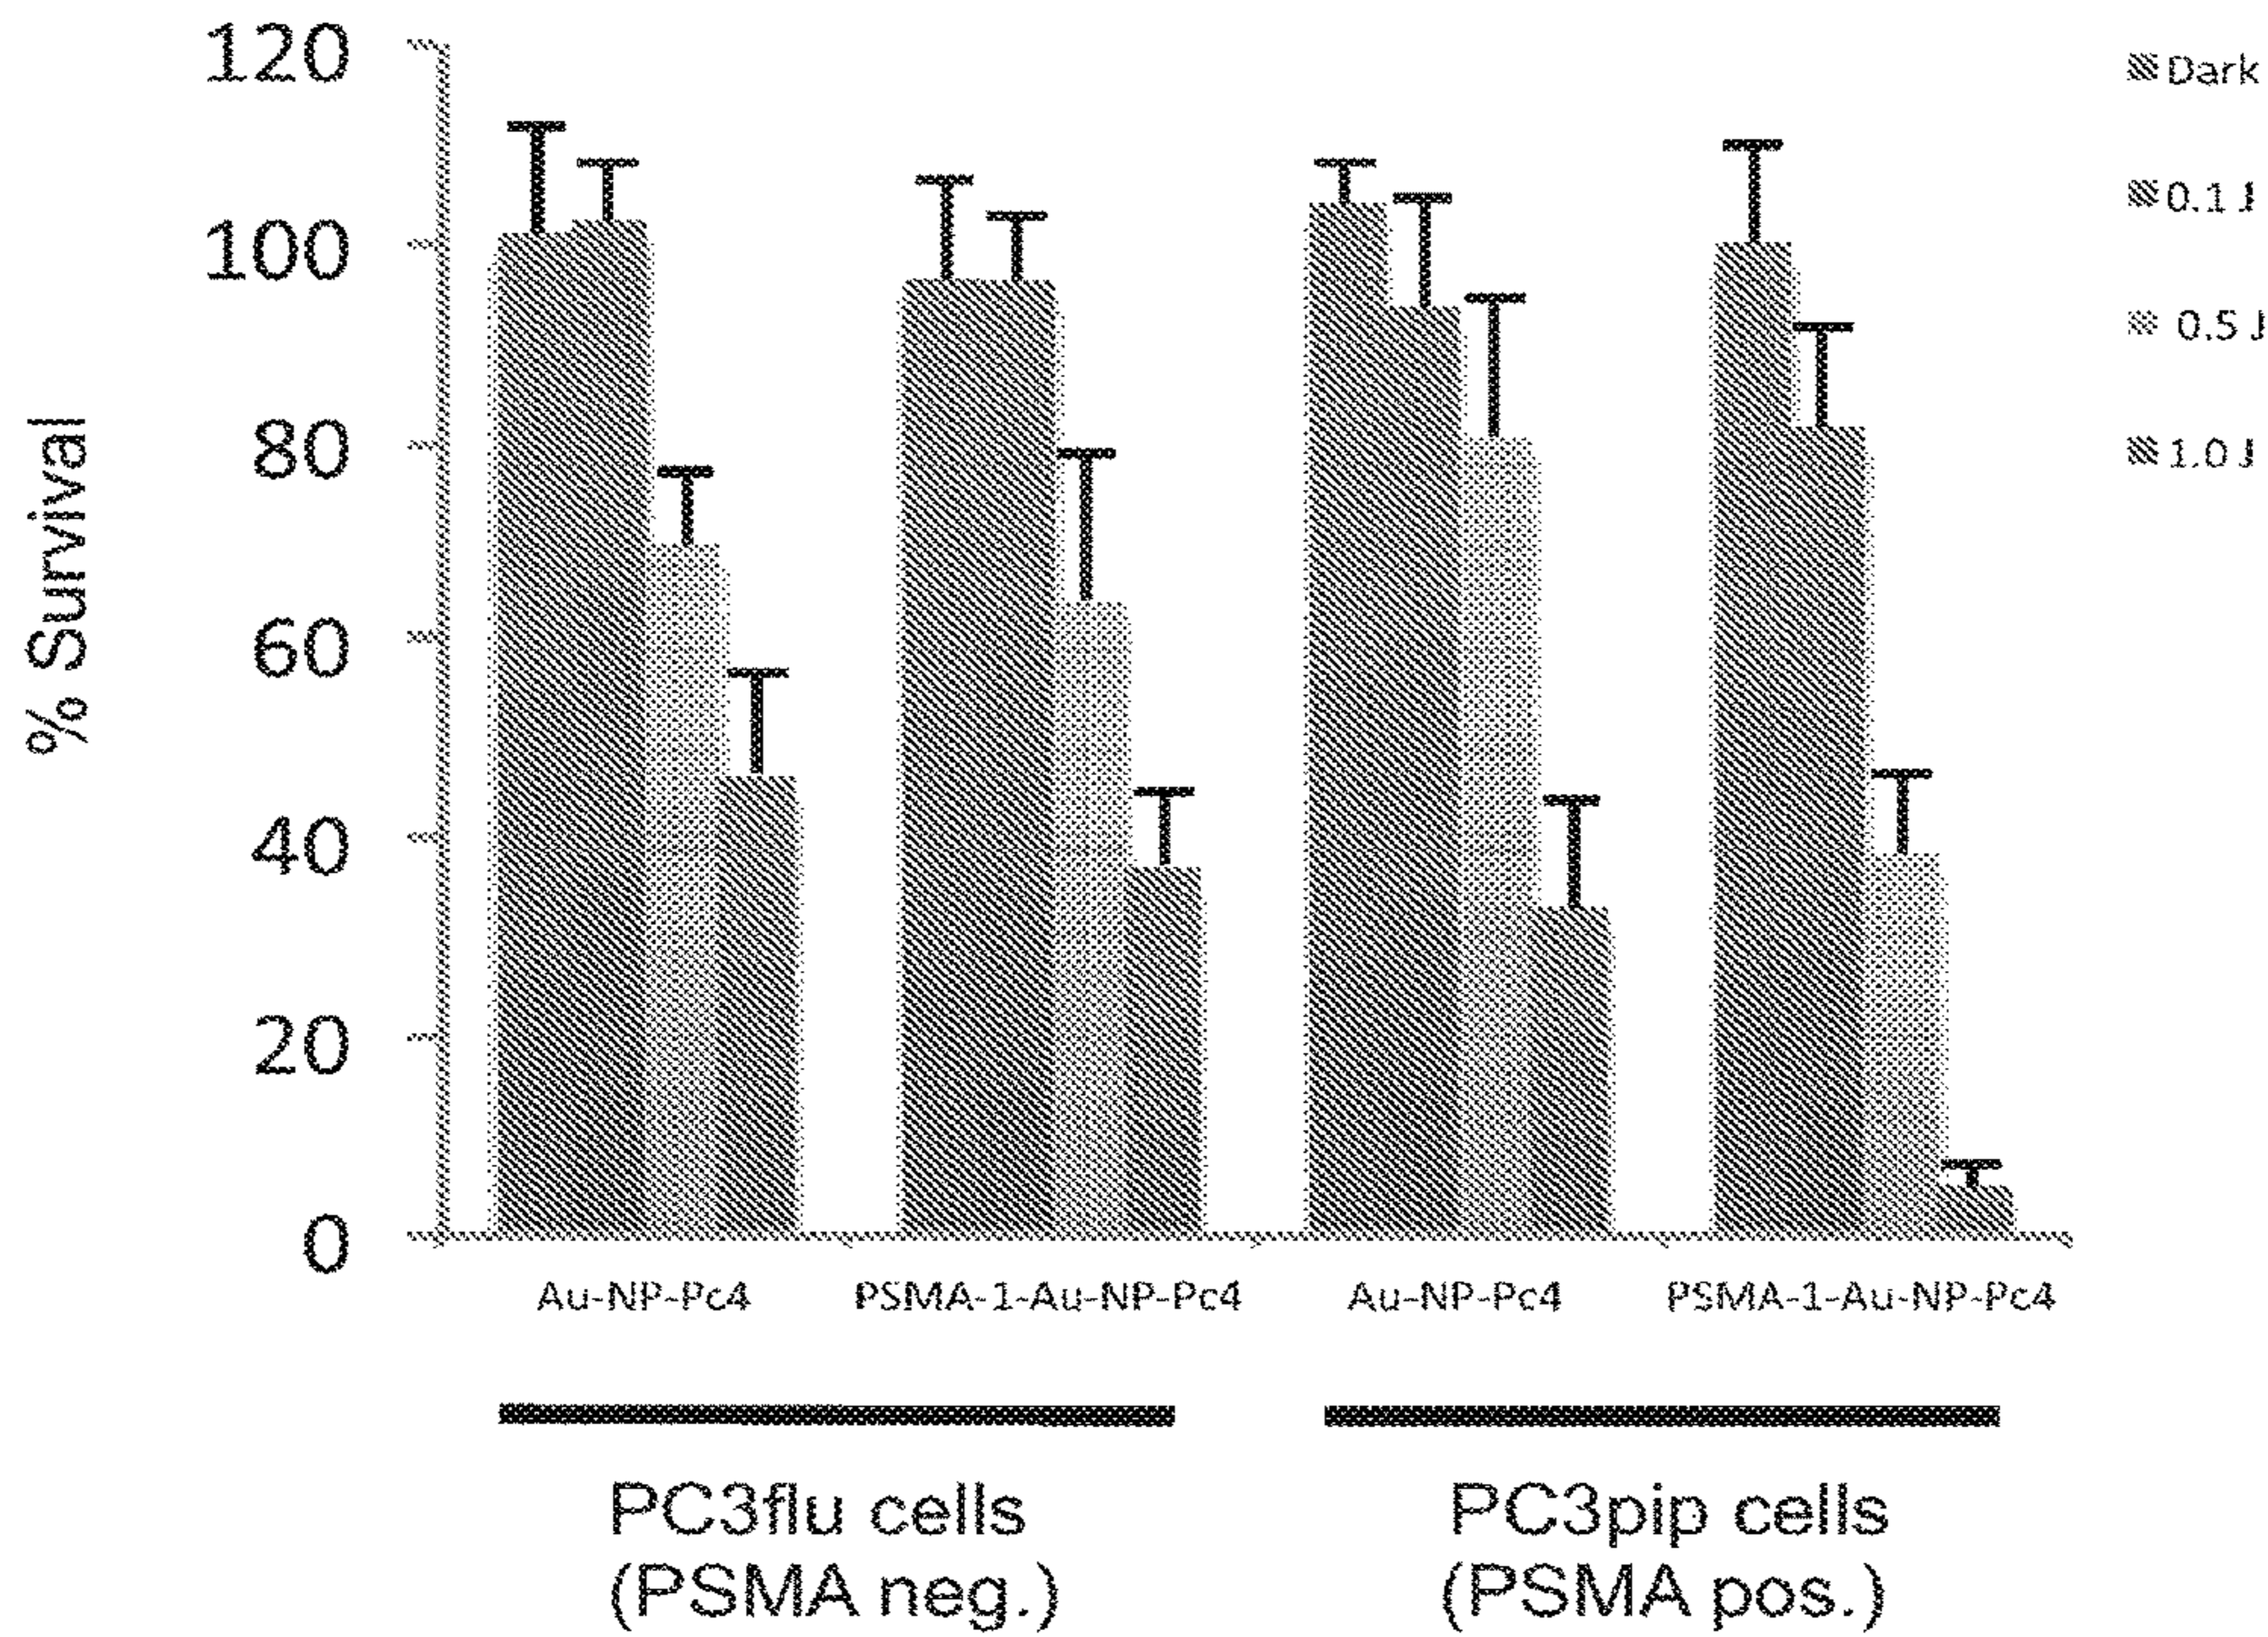 120
100
80
60
40
20
0
% Survival
Dark
0.1 J
0.5 J
1.0 J
Au-NP-Pc4
PSMA-1-Au-NP-Pc4
Au-NP-Pc4
PSMA-1-Au-NP-Pc4
PC3flu cells
(PSMA neg.)
PC3pip cells
(PSMA pos.)